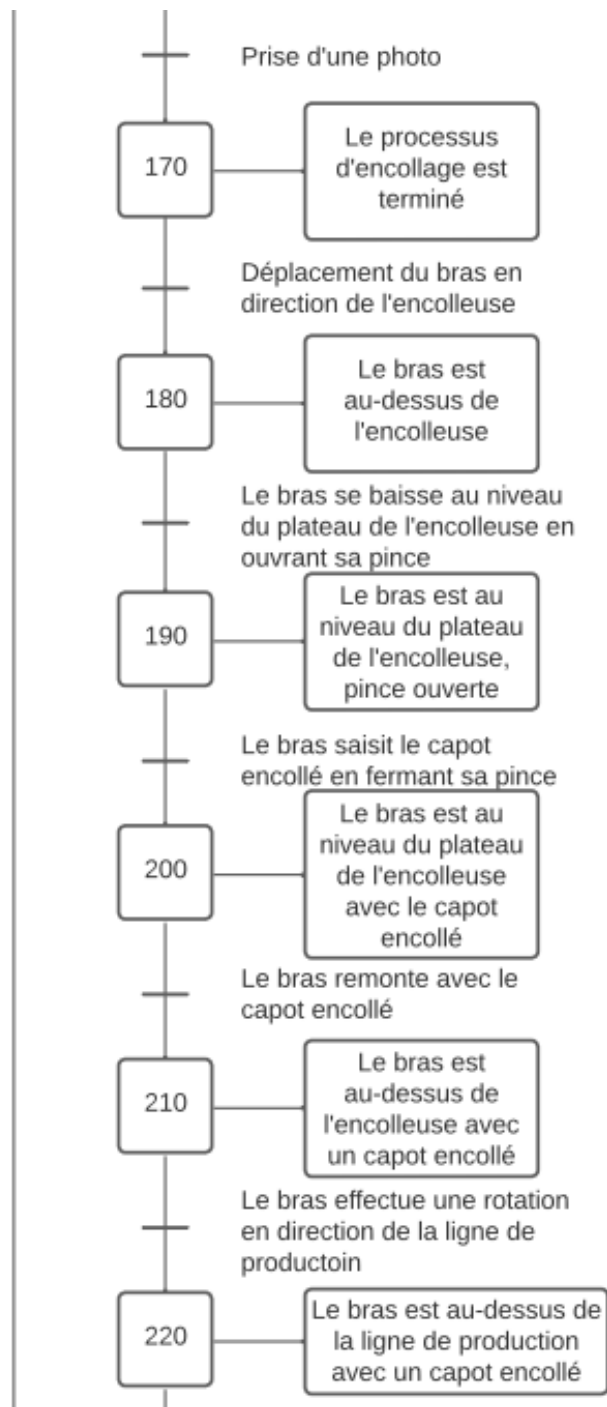 Prise d'une photo
170
Le processus
d'encollage est
terminé
Déplacement du bras en
direction de l'encolleuse
180
Le bras est
au-dessus de
l'encolleuse
Le bras se baisse au niveau
du plateau de l'encolleuse en
ouvrant sa pince
190
Le bras est au
niveau du plateau
de l'encolleuse,
pince ouverte
Le bras saisit le capot
encollé en fermant sa pince
200
Le bras est au
niveau du plateau
de l'encolleuse
avec le capot
encollé
Le bras remonte avec le
capot encollé
210
Le bras est
au-dessus de
l'encolleuse avec
un capot encollé
Le bras effectue une rotation
en direction de la ligne de
productoin
220
Le bras est au-dessus de
la ligne de production
avec un capot encollé